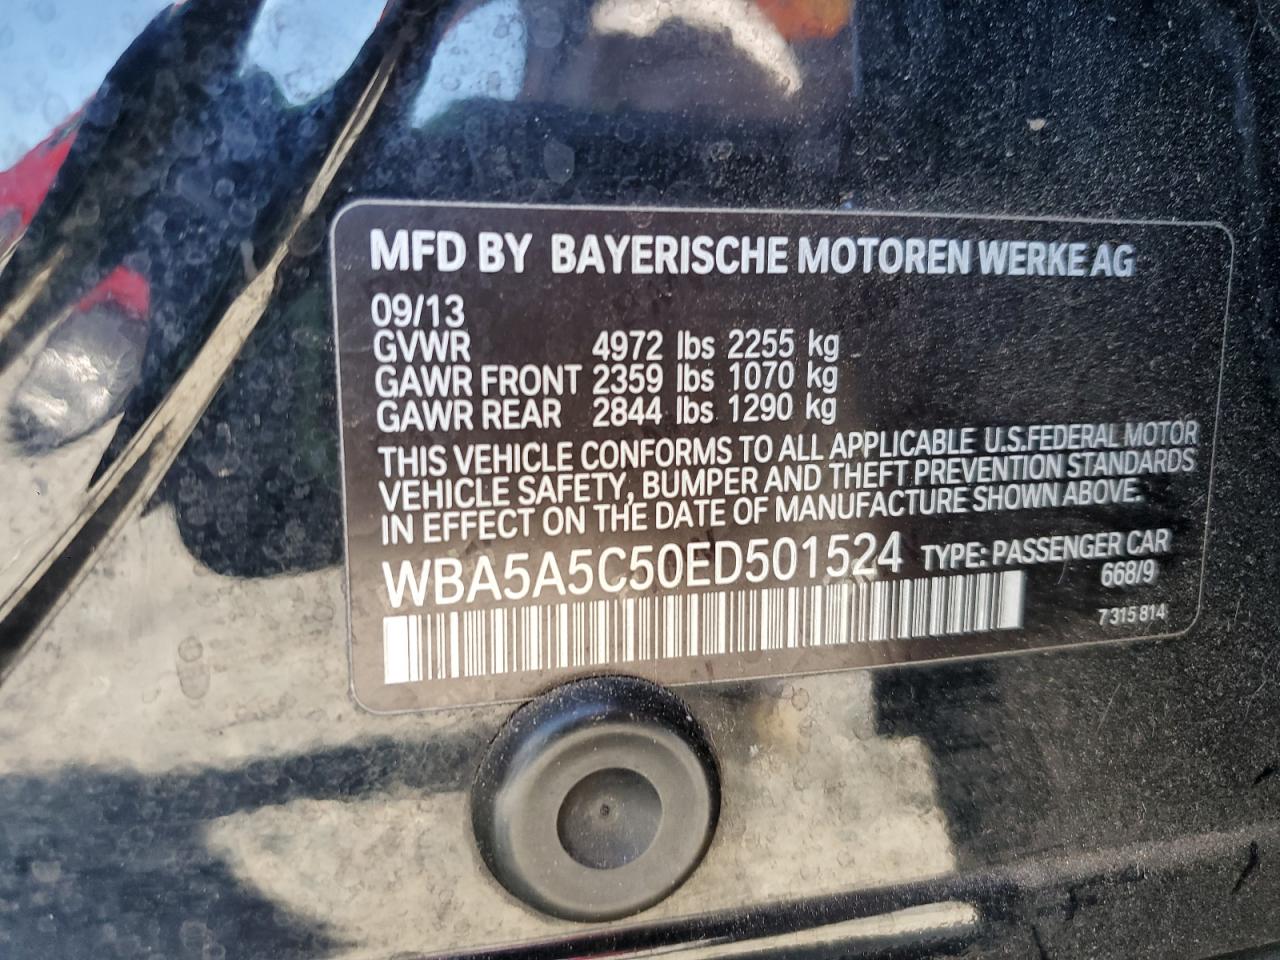 MFD BY BAYERISCHE MOTOREN WERKE AG
09/13
GVWR 4972 lbs 2255 kg
GAWR FRONT 2359 lbs 1070 kg
GAWR REAR 2844 lbs 1290 kg
THIS VEHICLE CONFORMS TO ALL APPLICABLE U.S.FEDERAL MOTOR
VEHICLE SAFETY, BUMPER AND THEFT PREVENTION STANDARDS
IN EFFECT ON THE DATE OF MANUFACTURE SHOWN ABOVE.
WBA5A5C50ED501524 TYPE: PASSENGER CAR
668/9
7 315 814